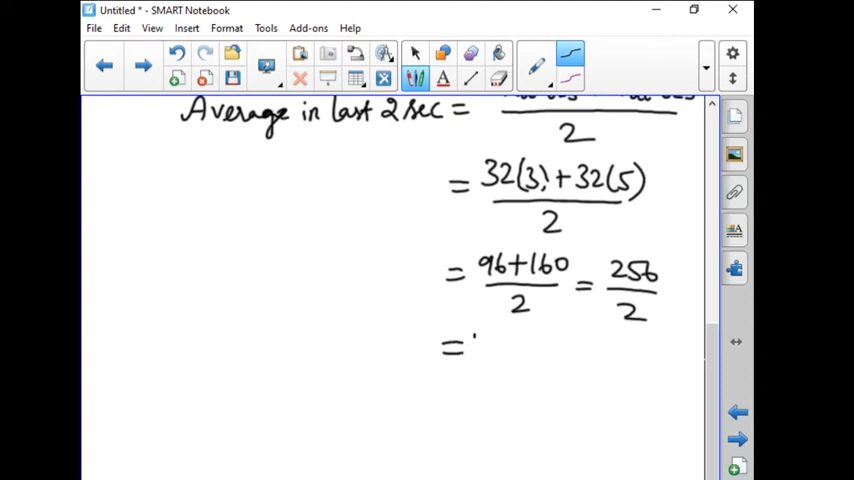 Untitled * - SMART Notebook
File Edit View Insert Format Tools Add-ons Help
Average in last 2 sec =
2
= 32(3) + 32(5)
2
= 96+160 = 256
2 2
=